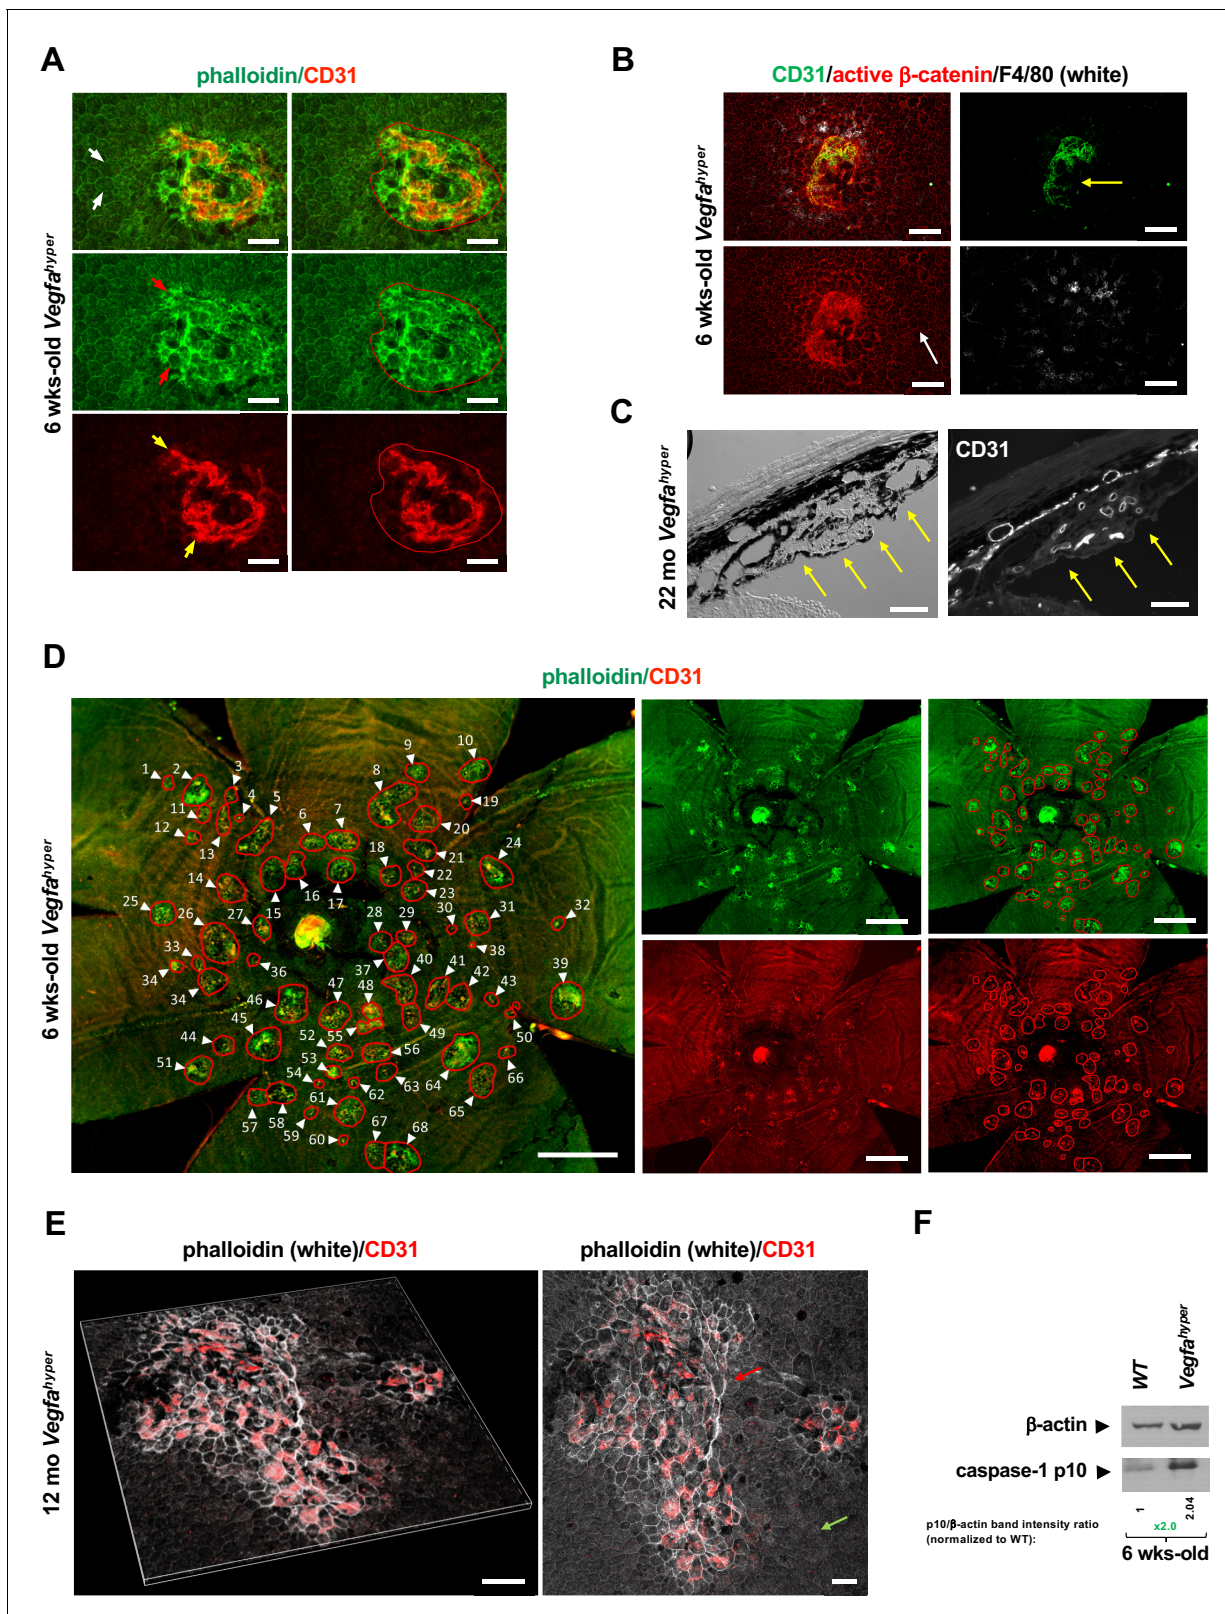 A
phalloidin/CD31
6 wks-old Vegfa^hyper
B
CD31/active β-catenin/F4/80 (white)
6 wks-old Vegfa^hyper
C
22 mo Vegfa^hyper
CD31
D
phalloidin/CD31
6 wks-old Vegfa^hyper
1
2
3
4
5
6
7
8
9
10
11
12
13
14
15
16
17
18
19
20
21
22
23
24
25
26
27
28
29
30
31
32
33
34
34
36
37
38
39
40
41
42
43
44
45
46
47
48
49
50
51
52
53
54
55
56
57
58
59
60
61
62
63
64
65
66
67
68
E
phalloidin (white)/CD31
phalloidin (white)/CD31
12 mo Vegfa^hyper
F
WT
Vegfa^hyper
β-actin
caspase-1 p10
1
2.04
p10/β-actin band intensity ratio
(normalized to WT):
x2.0
6 wks-old